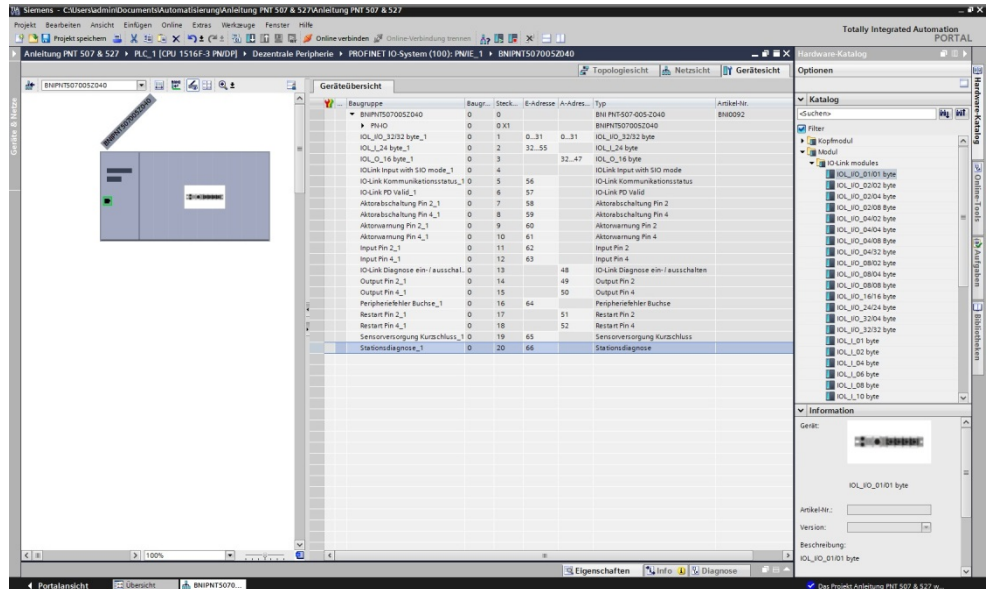 Siemens - C:\Users\admin\Documents\Automatisierung\Anleitung PNT 507 & 527\Anleitung PNT 507 & 527
Projekt Bearbeiten Ansicht Einfügen Online Extras Werkzeuge Fenster Hilfe
Totally Integrated Automation
PORTAL
Projekt speichern Online verbinden Online-Verbindung trennen
Anleitung PNT 507 & 527 PLC_1 [CPU 1516F-3 PN/DP] Dezentrale Peripherie PROFINET IO-System (100): PN/IE_1 BNIPNT507005Z040
Hardware-Katalog
Topologiesicht Netzsicht Gerätesicht
Optionen
BNIPNT507005Z040
Geräteübersicht
Baugruppe Baugr... Steck... E-Adresse A-Adres... Typ Artikel-Nr.
BNIPNT507005Z040 0 0 BNI PNT-507-005-Z040 BNI0092
PN-IO 0 0 X1 BNIPNT507005Z040
IOL_I/O_32/32 byte_1 0 1 0...31 0...31 IOL_I/O_32/32 byte
IOL_I_24 byte_1 0 2 32...55 IOL_I_24 byte
IOL_O_16 byte_1 0 3 32...47 IOL_O_16 byte
IOLink Input with SIO mode_1 0 4 IOLink Input with SIO mode
IO-Link Kommunikationsstatus_1 0 5 56 IO-Link Kommunikationsstatus
IO-Link PD Valid_1 0 6 57 IO-Link PD Valid
Aktorabschaltung Pin 2_1 0 7 58 Aktorabschaltung Pin 2
Aktorabschaltung Pin 4_1 0 8 59 Aktorabschaltung Pin 4
Aktorwarnung Pin 2_1 0 9 60 Aktorwarnung Pin 2
Aktorwarnung Pin 4_1 0 10 61 Aktorwarnung Pin 4
Input Pin 2_1 0 11 62 Input Pin 2
Input Pin 4_1 0 12 63 Input Pin 4
IO-Link Diagnose ein-/ ausschal.. 0 13 48 IO-Link Diagnose ein-/ ausschalten
Output Pin 2_1 0 14 49 Output Pin 2
Output Pin 4_1 0 15 50 Output Pin 4
Peripheriefehler Buchse_1 0 16 64 Peripheriefehler Buchse
Restart Pin 2_1 0 17 51 Restart Pin 2
Restart Pin 4_1 0 18 52 Restart Pin 4
Sensorversorgung Kurzschluss_1 0 19 65 Sensorversorgung Kurzschluss
Stationsdiagnose_1 0 20 66 Stationsdiagnose
BNIPNT507005Z040
Geräte & Netze
100%
Katalog
<Suchen>
Filter
Kopfmodul
Modul
IO-Link modules
IOL_I/O_01/01 byte
IOL_I/O_02/02 byte
IOL_I/O_02/04 byte
IOL_I/O_02/08 Byte
IOL_I/O_04/02 byte
IOL_I/O_04/04 byte
IOL_I/O_04/08 Byte
IOL_I/O_04/32 byte
IOL_I/O_08/02 byte
IOL_I/O_08/04 byte
IOL_I/O_08/08 Byte
IOL_I/O_16/16 byte
IOL_I/O_24/24 byte
IOL_I/O_32/04 byte
IOL_I/O_32/32 byte
IOL_I_01 byte
IOL_I_02 byte
IOL_I_04 byte
IOL_I_06 byte
IOL_I_08 byte
IOL_I_10 byte
Information
Gerät:
IOL_I/O_01/01 byte
Artikel-Nr.:
Version:
Beschreibung:
IOL_I/O_01/01 byte
Hardware-Katalog
Online-Tools
Aufgaben
Bibliotheken
Eigenschaften Info Diagnose
Portalansicht Übersicht BNIPNT5070...
Das Projekt Anleitung PNT 507 & 527 w...